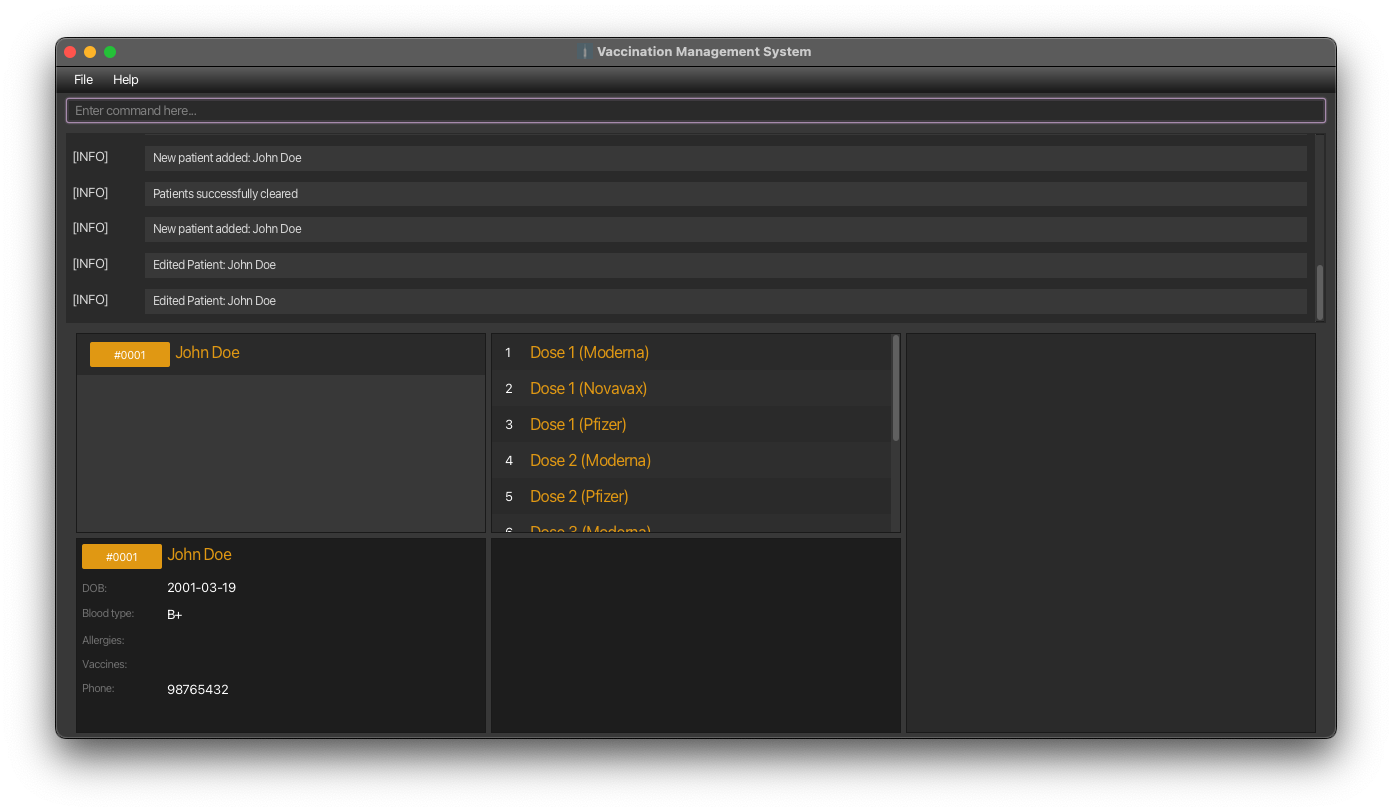 Vaccination Management System
File Help
Enter command here...
[INFO] New patient added: John Doe
[INFO] Patients successfully cleared
[INFO] New patient added: John Doe
[INFO] Edited Patient: John Doe
[INFO] Edited Patient: John Doe
#0001 John Doe
1 Dose 1 (Moderna)
2 Dose 1 (Novavax)
3 Dose 1 (Pfizer)
4 Dose 2 (Moderna)
5 Dose 2 (Pfizer)
6 Dose 3 (Moderna)
#0001 John Doe
DOB: 2001-03-19
Blood type: B+
Allergies:
Vaccines:
Phone: 98765432